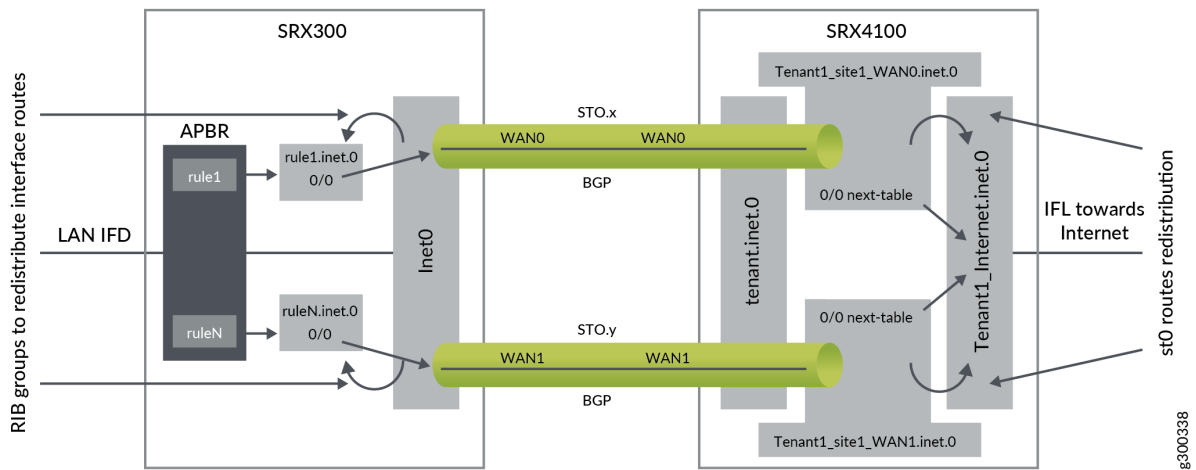 SRX300
SRX4100
RIB groups to redistribute interface routes
APBR
rule1
rule1.inet.0
0/0
LAN IFD
ruleN
ruleN.inet.0
0/0
Inet0
STO.x
WAN0 WAN0
BGP
STO.y
WAN1 WAN1
BGP
Tenant1_site1_WAN0.inet.0
tenant.inet.0
0/0 next-table
0/0 next-table
Tenant1_Internet.inet.0
Tenant1_site1_WAN1.inet.0
IFL towards
Internet
st0 routes redistribution
g300338